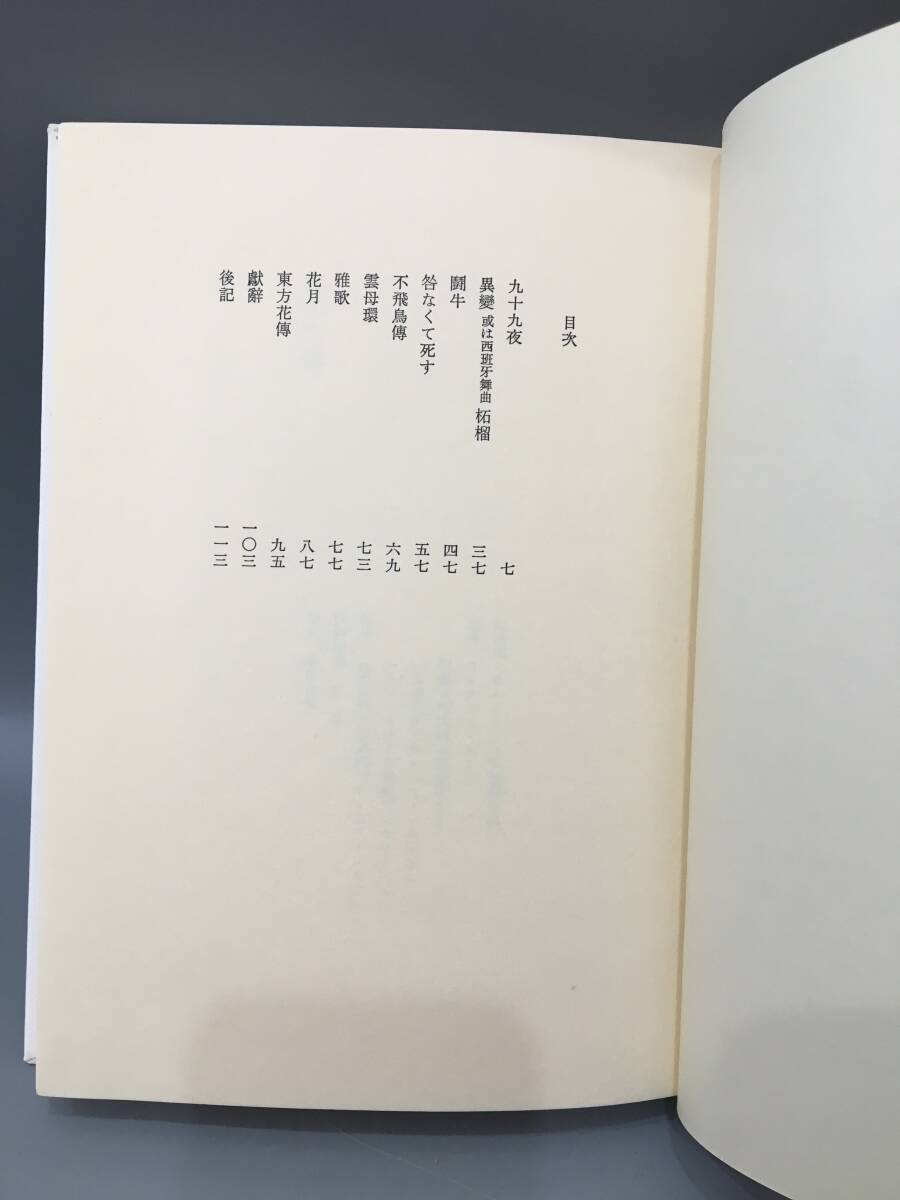 目次
九十九夜 七
異變 或は西班牙舞曲 柘榴 三七
鬪牛 四七
咎なくて死す 五七
不飛鳥傳 六九
雲母環 七三
雅歌 七七
花月 八七
東方花傳 九五
獻辭 一〇三
後記 一一三